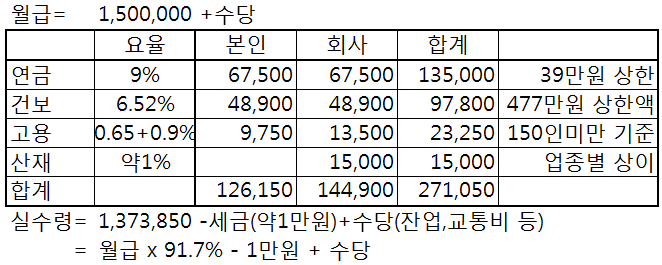 월급= 1,500,000 +수당
요율 본인 회사 합계
연금 9% 67,500 67,500 135,000 39만원 상한
건보 6.52% 48,900 48,900 97,800 477만원 상한액
고용 0.65+0.9% 9,750 13,500 23,250 150인미만 기준
산재 약1% 15,000 15,000 업종별 상이
합계 126,150 144,900 271,050
실수령= 1,373,850 -세금(약1만원)+수당(잔업,교통비 등)
= 월급 x 91.7% - 1만원 + 수당